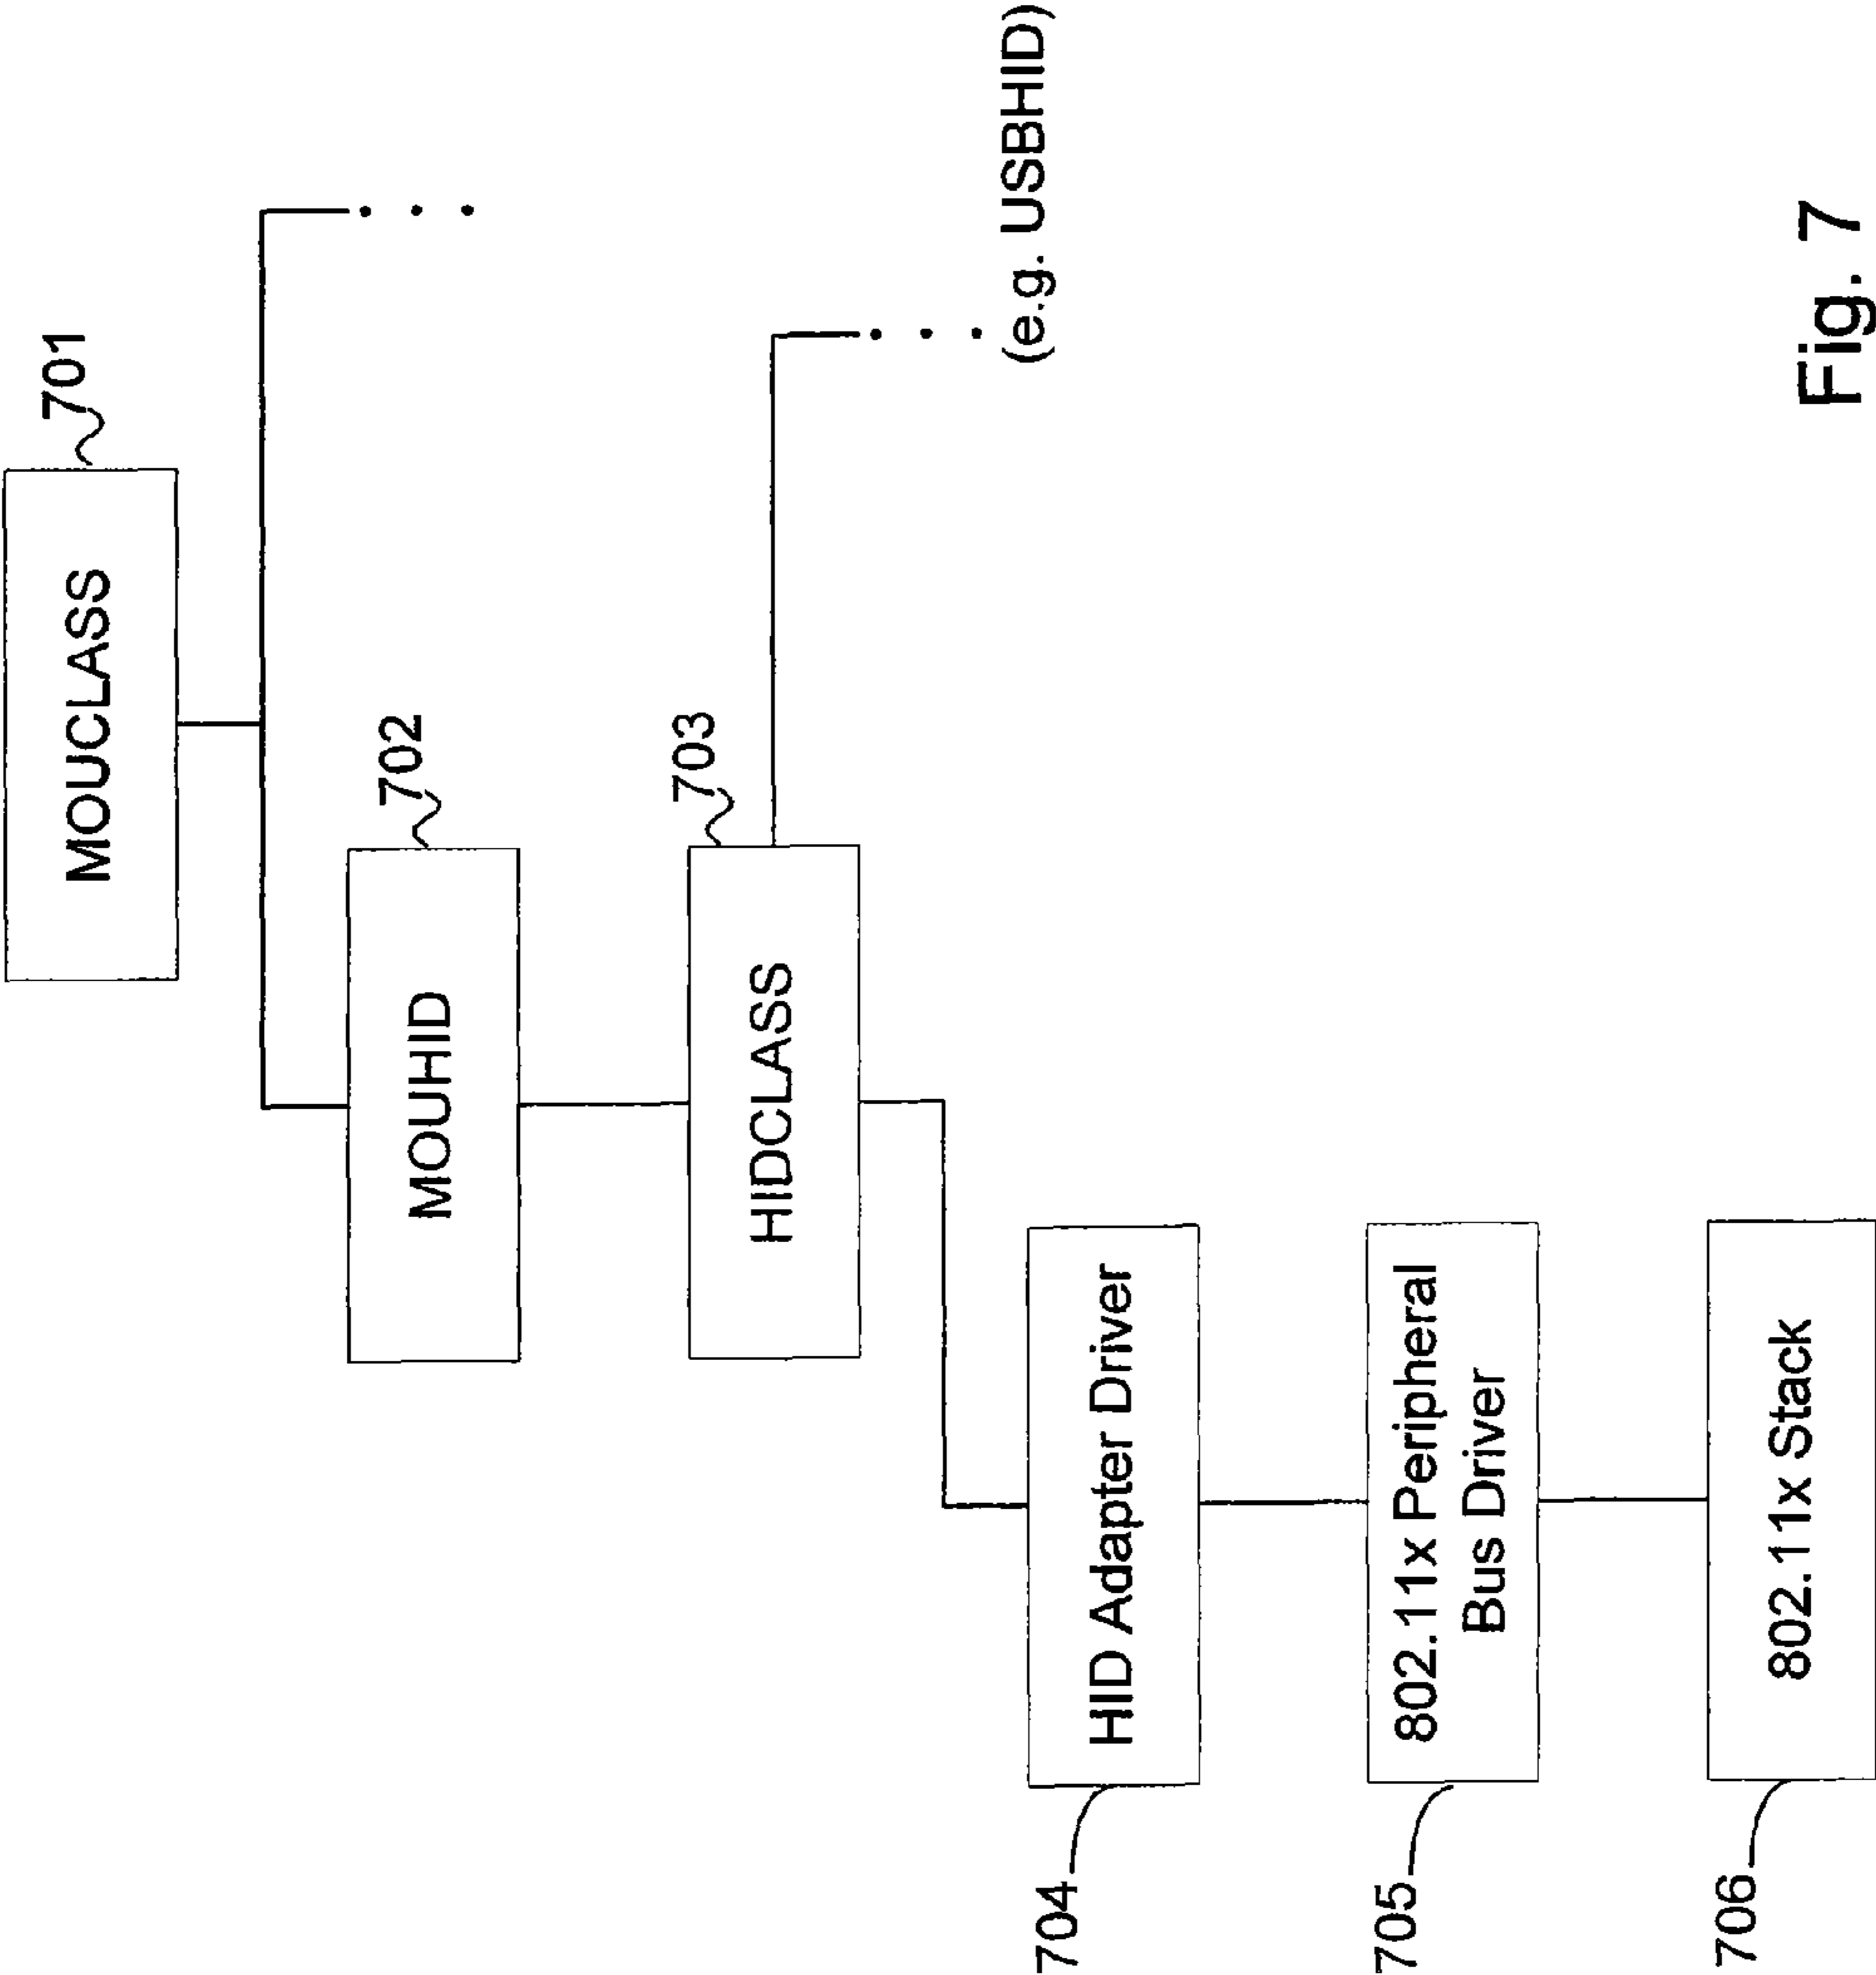 MOUCLASS
701
MOUHID
702
HIDCLASS
703
(e.g. USBHID)
704
HID Adapter Driver
705
802.11x Peripheral
Bus Driver
706
802.11x Stack
Fig. 7